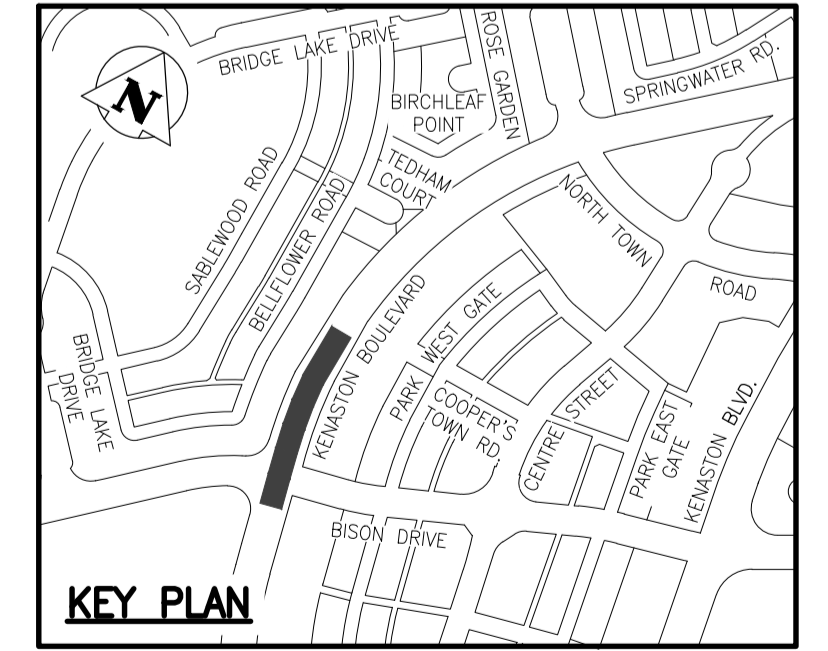 BRIDGE LAKE DRIVE
ROSE GARDEN
SPRINGWATER RD.
N
BIRCHLEAF
POINT
TEDHAM
COURT
SABLEWOOD ROAD
BELLFLOWER ROAD
NORTH TOWN
ROAD
KENASTON BOULEVARD
PARK WEST GATE
BRIDGE LAKE
DRIVE
COOPER'S
TOWN RD
CENTRE STREET
PARK EAST
GATE
KENASTON BLVD.
BISON DRIVE
KEY PLAN